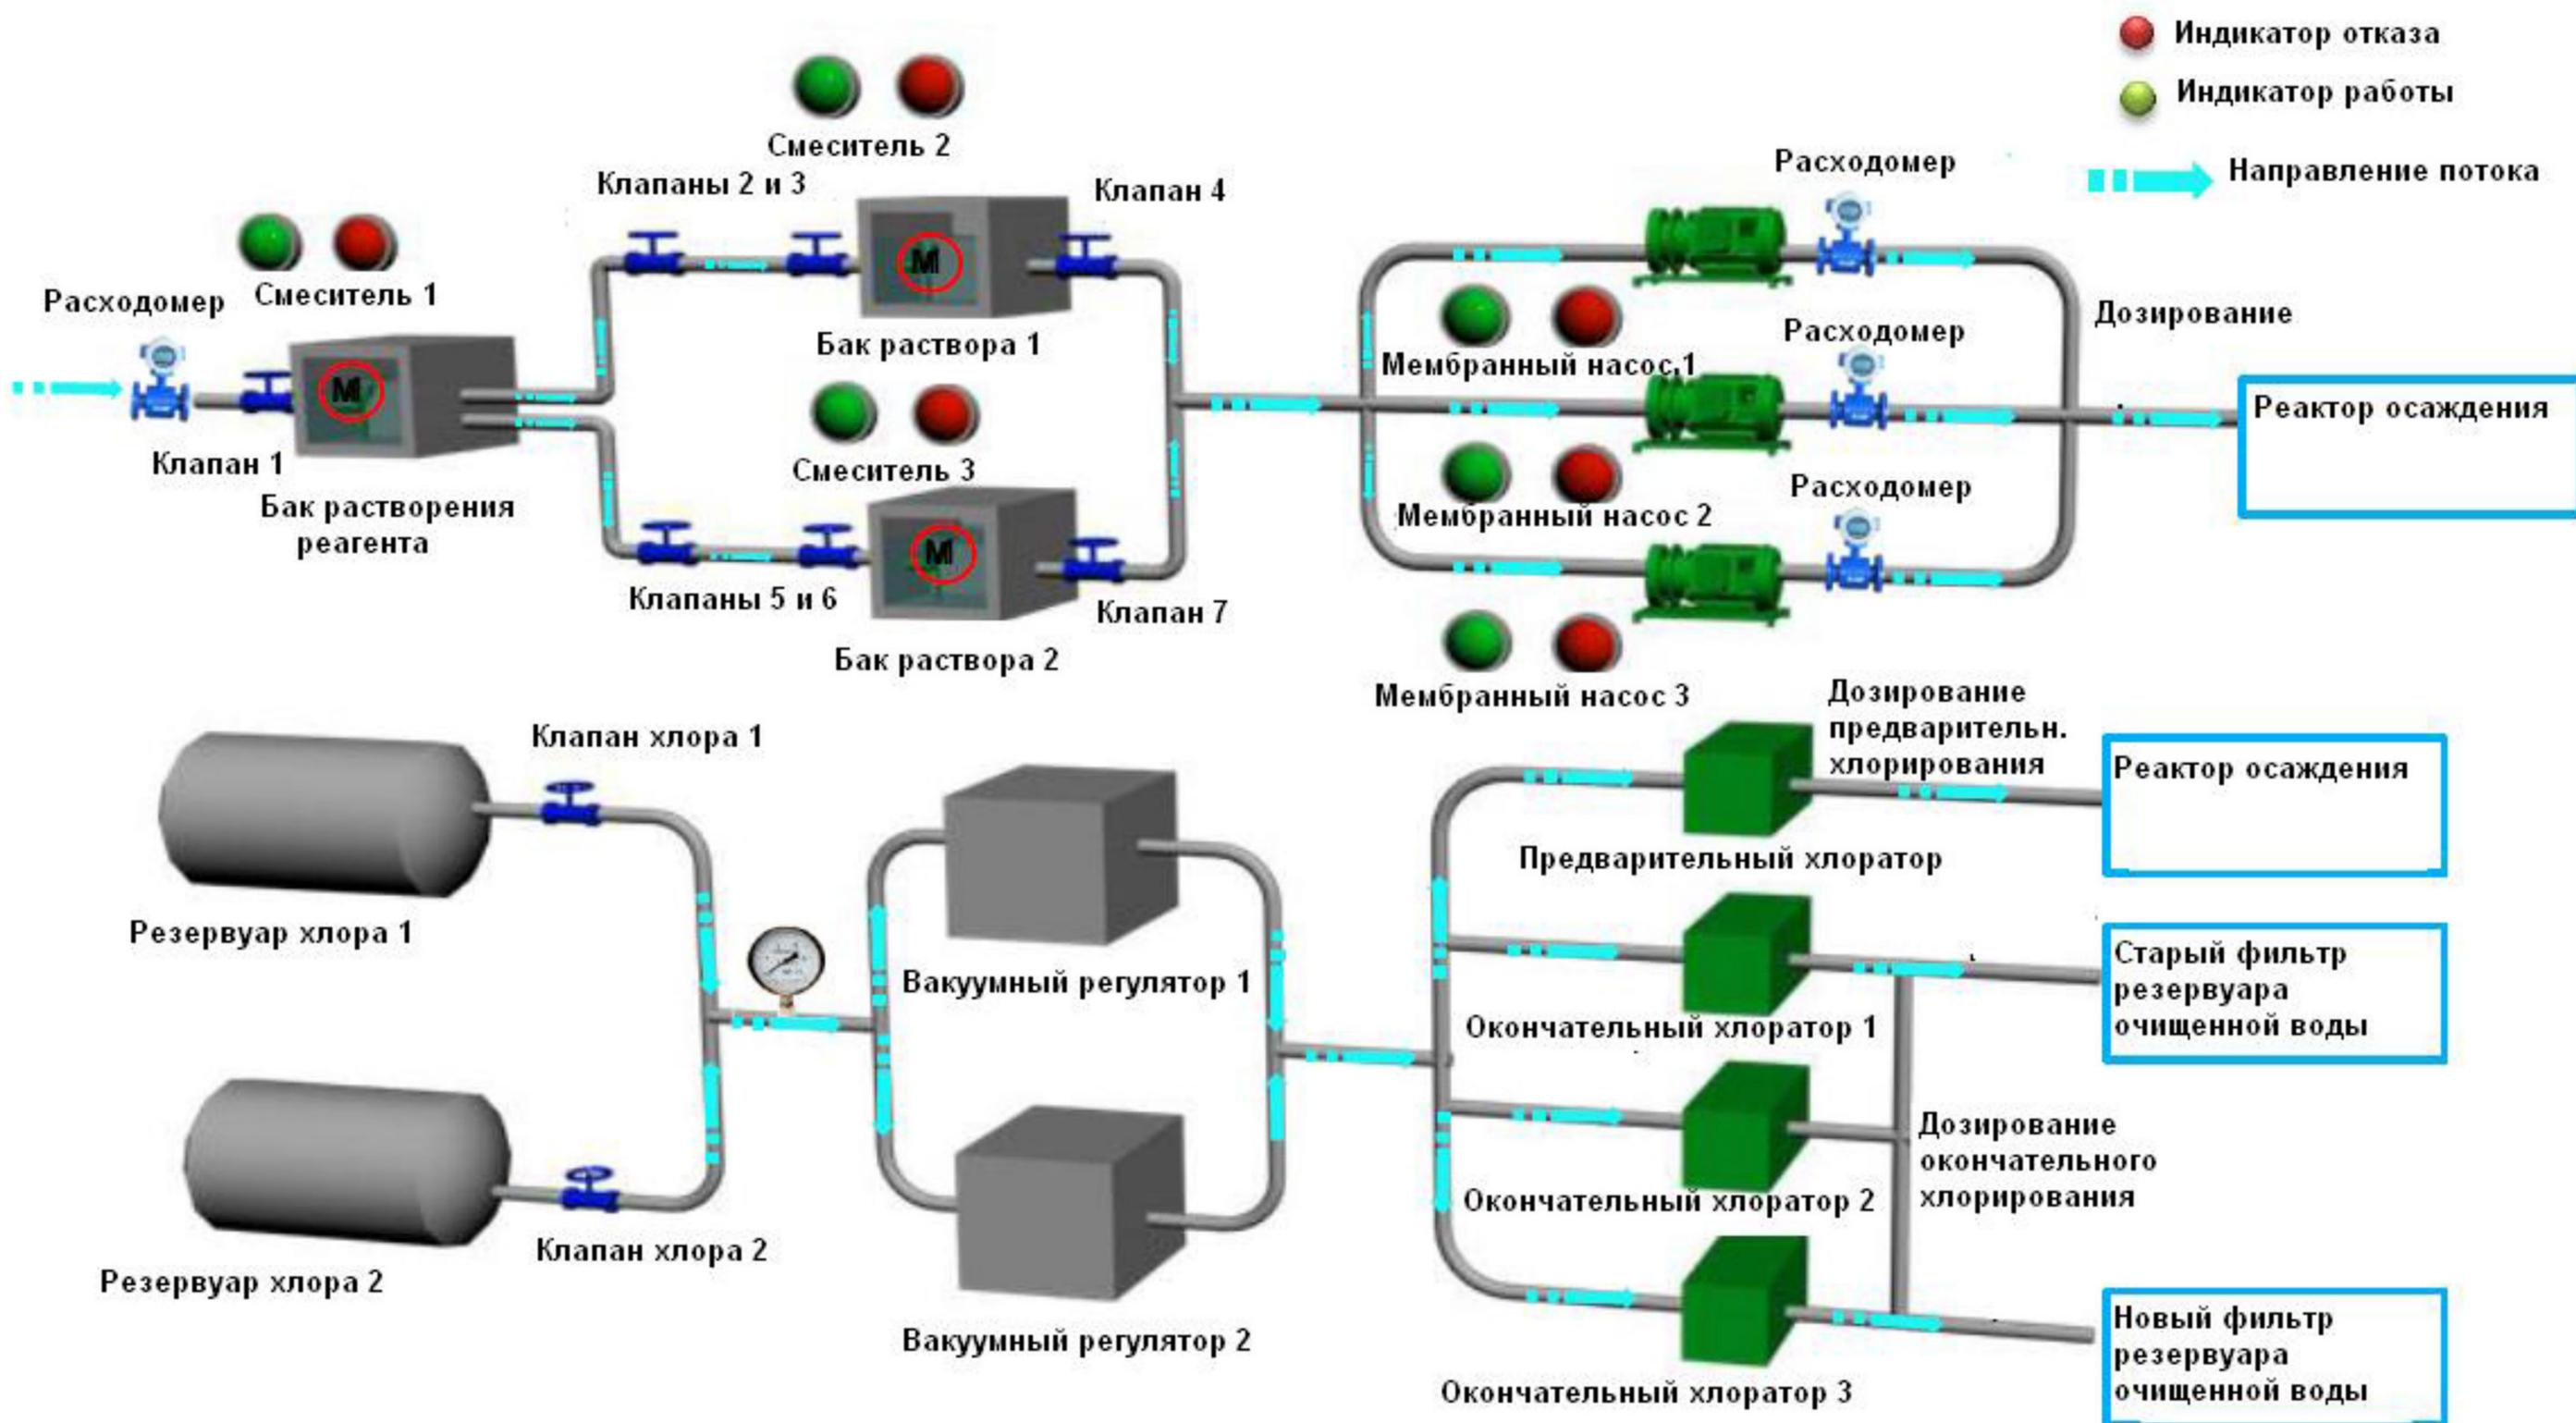 Индикатор отказа
Индикатор работы
Направление потока
Смеситель 2
Клапаны 2 и 3
Клапан 4
Расходомер
Расходомер
Смеситель 1
М
М
Бак раствора 1
Расходомер
Мембранный насос 1
Дозирование
Реактор осаждения
Клапан 1
Бак растворения
реагента
Смеситель 3
М
Мембранный насос 2
Расходомер
Клапаны 5 и 6
Клапан 7
Бак раствора 2
Мембранный насос 3
Клапан хлора 1
Дозирование
предварительн.
хлорирования
Реактор осаждения
Предварительный хлоратор
Резервуар хлора 1
Вакуумный регулятор 1
Старый фильтр
резервуара
очищенной воды
Окончательный хлоратор 1
Дозирование
окончательного
хлорирования
Окончательный хлоратор 2
Клапан хлора 2
Резервуар хлора 2
Вакуумный регулятор 2
Новый фильтр
резервуара
очищенной воды
Окончательный хлоратор 3